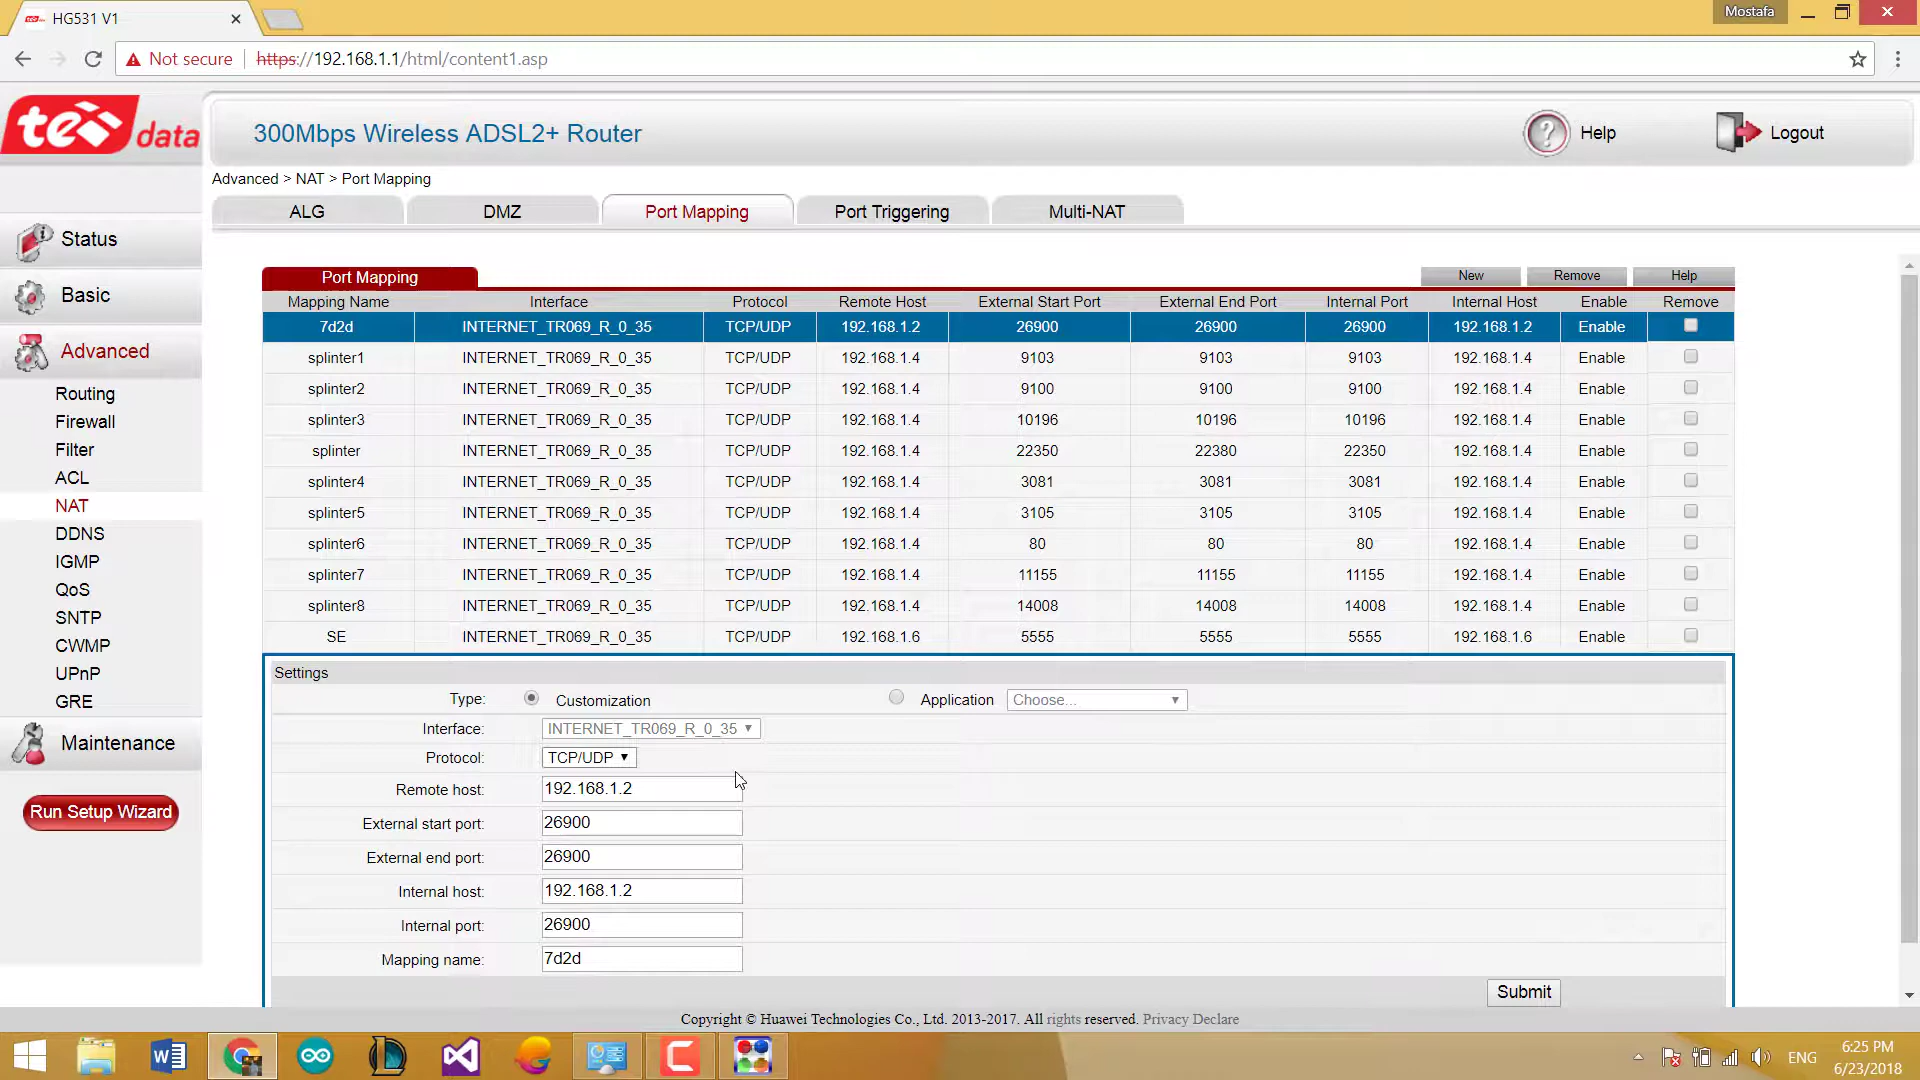 HG531 V1
Mostafa
Not secure
https://192.168.1.1/html/content1.asp
te data
300Mbps Wireless ADSL2+ Router
Help
Logout
Advanced > NAT > Port Mapping
ALG
DMZ
Port Mapping
Port Triggering
Multi-NAT
Status
Basic
Advanced
Routing
Firewall
Filter
ACL
NAT
DDNS
IGMP
QoS
SNTP
CWMP
UPnP
GRE
Maintenance
Run Setup Wizard
Port Mapping
New
Remove
Help
Mapping Name Interface Protocol Remote Host External Start Port External End Port Internal Port Internal Host Enable Remove
7d2d INTERNET_TR069_R_0_35 TCP/UDP 192.168.1.2 26900 26900 26900 192.168.1.2 Enable
splinter1 INTERNET_TR069_R_0_35 TCP/UDP 192.168.1.4 9103 9103 9103 192.168.1.4 Enable
splinter2 INTERNET_TR069_R_0_35 TCP/UDP 192.168.1.4 9100 9100 9100 192.168.1.4 Enable
splinter3 INTERNET_TR069_R_0_35 TCP/UDP 192.168.1.4 10196 10196 10196 192.168.1.4 Enable
splinter INTERNET_TR069_R_0_35 TCP/UDP 192.168.1.4 22350 22380 22350 192.168.1.4 Enable
splinter4 INTERNET_TR069_R_0_35 TCP/UDP 192.168.1.4 3081 3081 3081 192.168.1.4 Enable
splinter5 INTERNET_TR069_R_0_35 TCP/UDP 192.168.1.4 3105 3105 3105 192.168.1.4 Enable
splinter6 INTERNET_TR069_R_0_35 TCP/UDP 192.168.1.4 80 80 80 192.168.1.4 Enable
splinter7 INTERNET_TR069_R_0_35 TCP/UDP 192.168.1.4 11155 11155 11155 192.168.1.4 Enable
splinter8 INTERNET_TR069_R_0_35 TCP/UDP 192.168.1.4 14008 14008 14008 192.168.1.4 Enable
SE INTERNET_TR069_R_0_35 TCP/UDP 192.168.1.6 5555 5555 5555 192.168.1.6 Enable
Settings
Type: Customization Application Choose...
Interface: INTERNET_TR069_R_0_35
Protocol: TCP/UDP
Remote host: 192.168.1.2
External start port: 26900
External end port: 26900
Internal host: 192.168.1.2
Internal port: 26900
Mapping name: 7d2d
Submit
Copyright © Huawei Technologies Co., Ltd. 2013-2017. All rights reserved. Privacy Declare
ENG
6:25 PM
6/23/2018